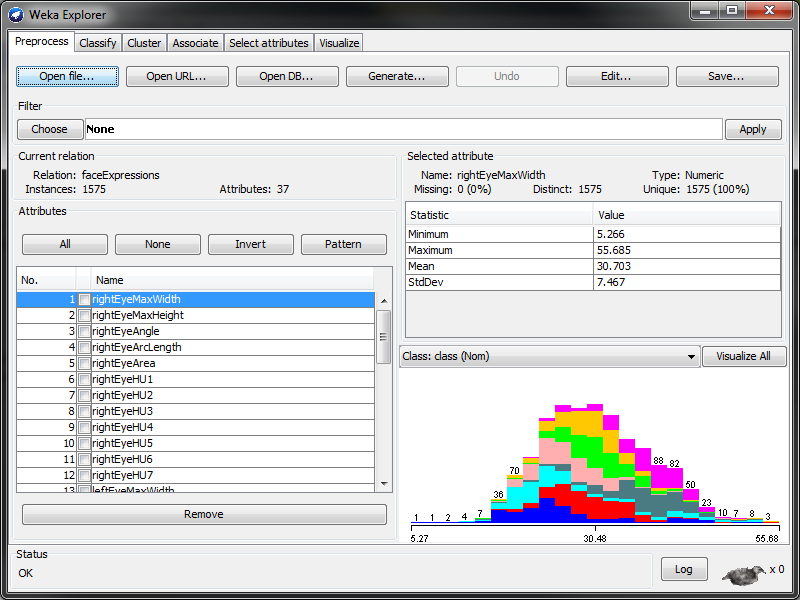 Weka Explorer
Preprocess Classify Cluster Associate Select attributes Visualize
Open file... Open URL... Open DB... Generate... Undo Edit... Save...
Filter
Choose None Apply
Current relation
Relation: faceExpressions
Instances: 1575 Attributes: 37
Attributes
All None Invert Pattern
No. Name
1 rightEyeMaxWidth
2 rightEyeMaxHeight
3 rightEyeAngle
4 rightEyeArcLength
5 rightEyeArea
6 rightEyeHU1
7 rightEyeHU2
8 rightEyeHU3
9 rightEyeHU4
10 rightEyeHU5
11 rightEyeHU6
12 rightEyeHU7
13 leftEyeMaxWidth
Remove
Selected attribute
Name: rightEyeMaxWidth Type: Numeric
Missing: 0 (0%) Distinct: 1575 Unique: 1575 (100%)
Statistic Value
Minimum 5.266
Maximum 55.685
Mean 30.703
StdDev 7.467
Class: class (Nom) Visualize All
1 1 2 4 7 36 70 88 82 50 23 10 7 8 3
5.27 30.48 55.68
Status
OK
Log x 0